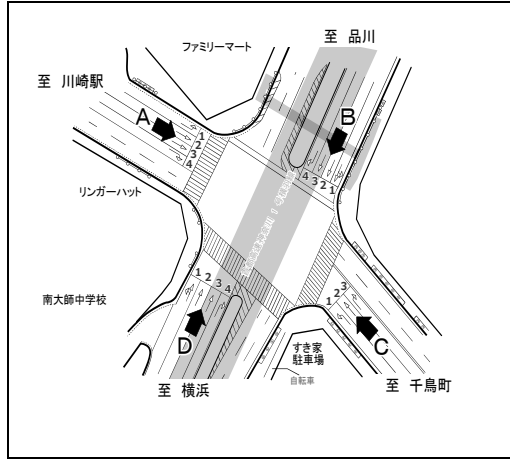 ファミリーマート
至 品川
至 川崎駅
A
B
1
2
3
4
4
3
2
1
リンガーハット
南大師中学校
1
2
3
4
1
2
3
D
C
すき家
駐車場
自転車
至 横浜
至 千鳥町